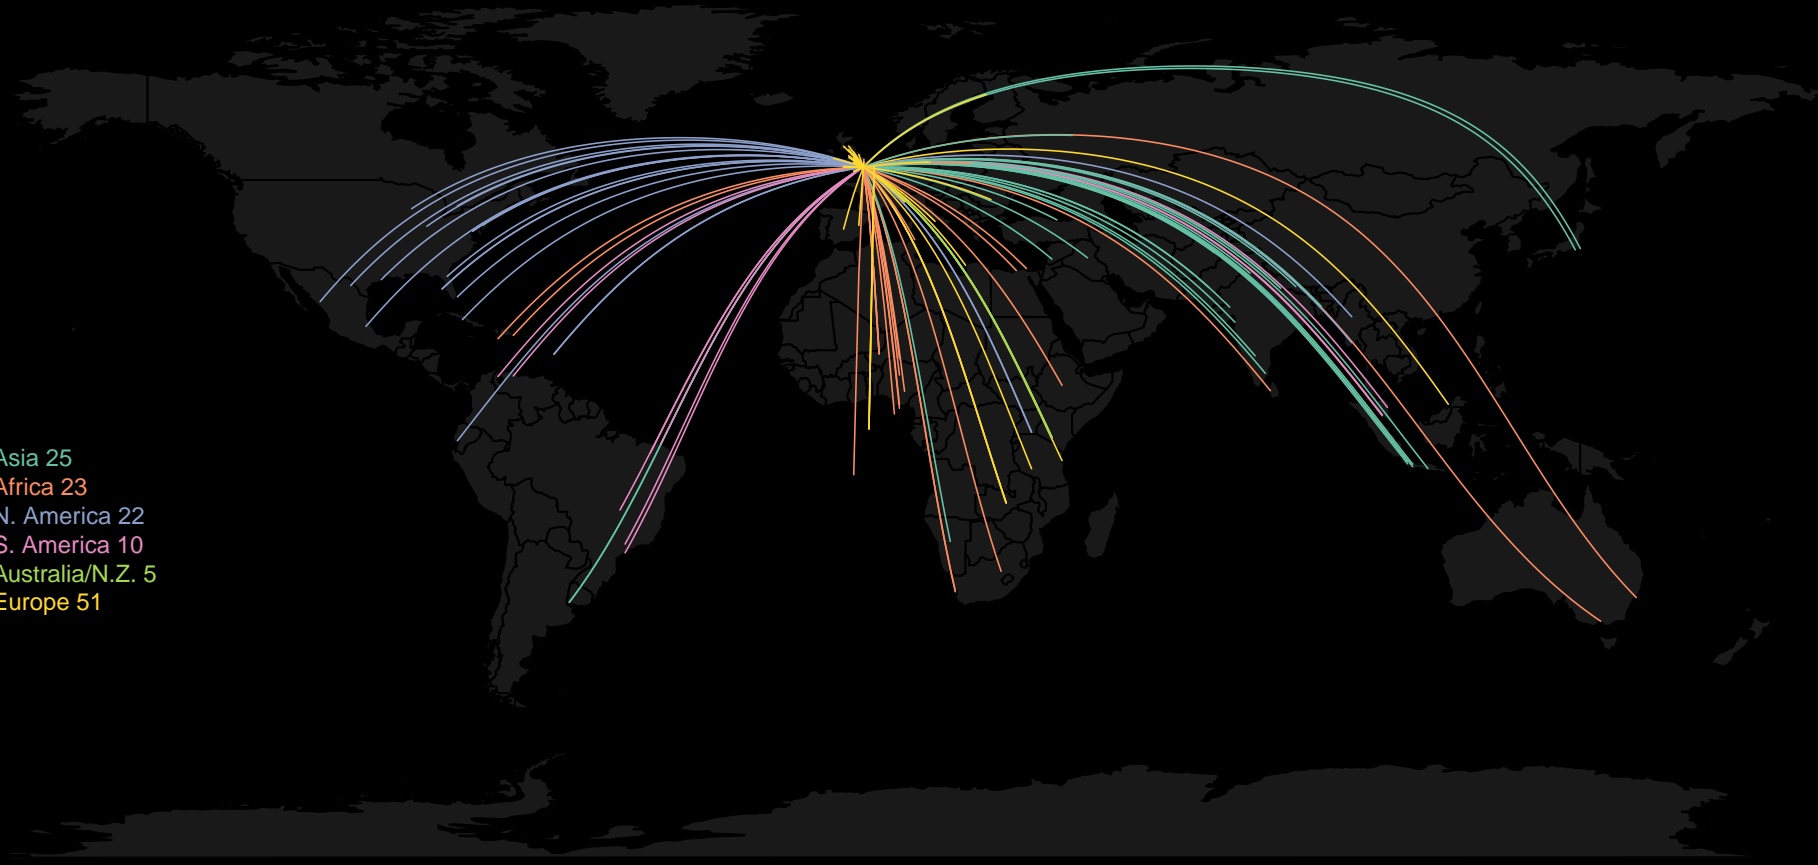 Asia 25
Africa 23
N. America 22
S. America 10
Australia/N.Z. 5
Europe 51